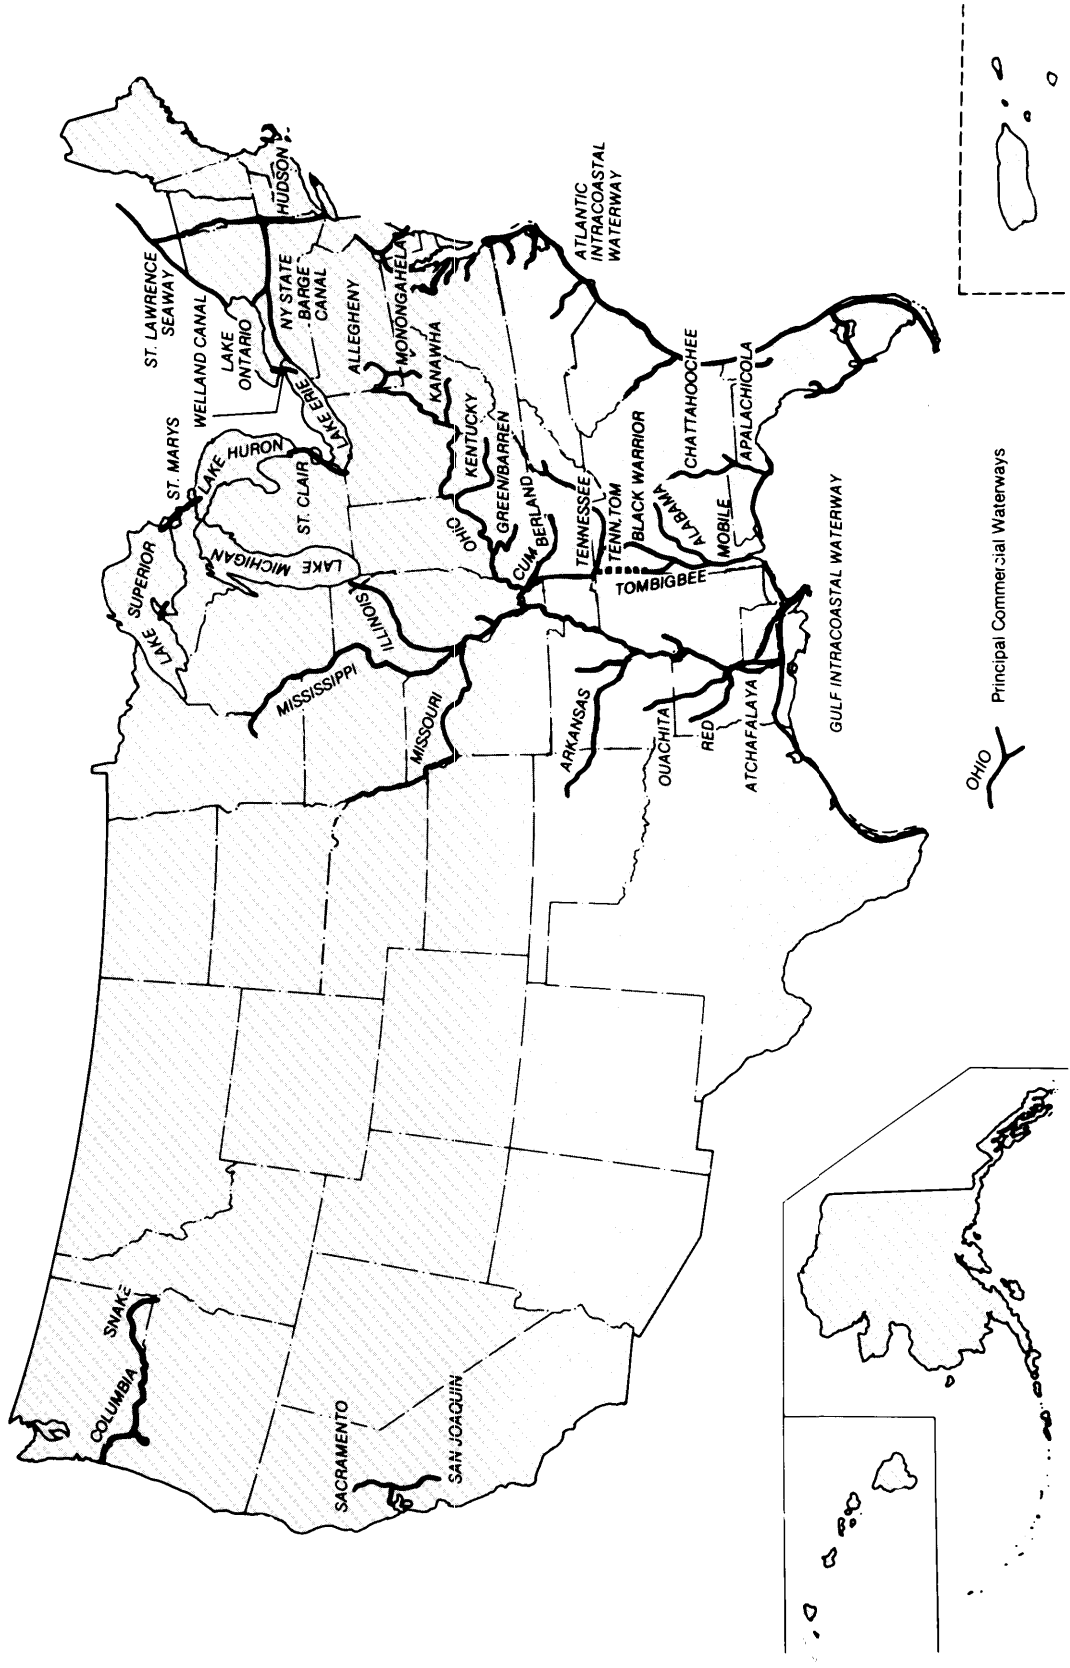 COLUMBIA
SNAKE
SACRAMENTO
SAN JOAQUIN
MISSISSIPPI
MISSOURI
ILLINOIS
LAKE SUPERIOR
LAKE MICHIGAN
ST. MARYS
LAKE HURON
ST. CLAIR
LAKE ERIE
WELLAND CANAL
LAKE
ONTARIO
ST. LAWRENCE
SEAWAY
NY STATE
BARGE
CANAL
HUDSON
ALLEGHENY
MONONGAHELA
KANAWHA
OHIO
KENTUCKY
GREEN/BARREN
CUMBERLAND
TENNESSEE
TENN.TOM
BLACK WARRIOR
ALABAMA
MOBILE
TOMBIGBEE
CHATTAHOOCHEE
APALACHICOLA
ARKANSAS
OUACHITA
RED
ATCHAFALAYA
ATLANTIC
INTRACOASTAL
WATERWAY
GULF INTRACOASTAL WATERWAY
OHIO
Principal Commercial Waterways